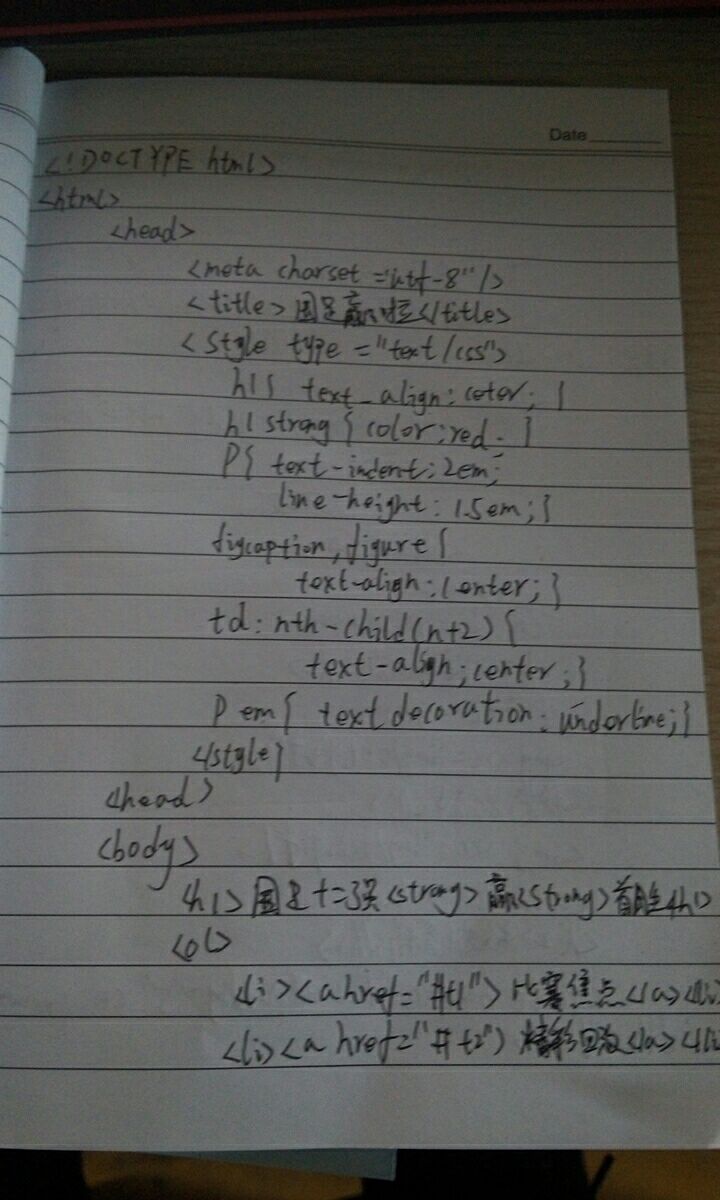 Date
<!DOCTYPE html>
<html>
<head>
<meta charset="utf-8"/>
<title>国足赢啦</title>
<style type="text/css">
h1{ text_align:coter; }
h1 strong{ color:red; }
P{ text-indent:2em;
line-height:1.5em;}
figcaption,figure{
text-align:center;}
td:nth-child(n+2){
text-align;center;}
P em{ text decoration:underline;}
</style}
<head>
<body>
<h1>国足十二强<strong>赢<strong>首胜<h1>
<ol>
<li><a href="#t1">比赛焦点</a></li
<li><a href="#t2")精彩回放</a></li